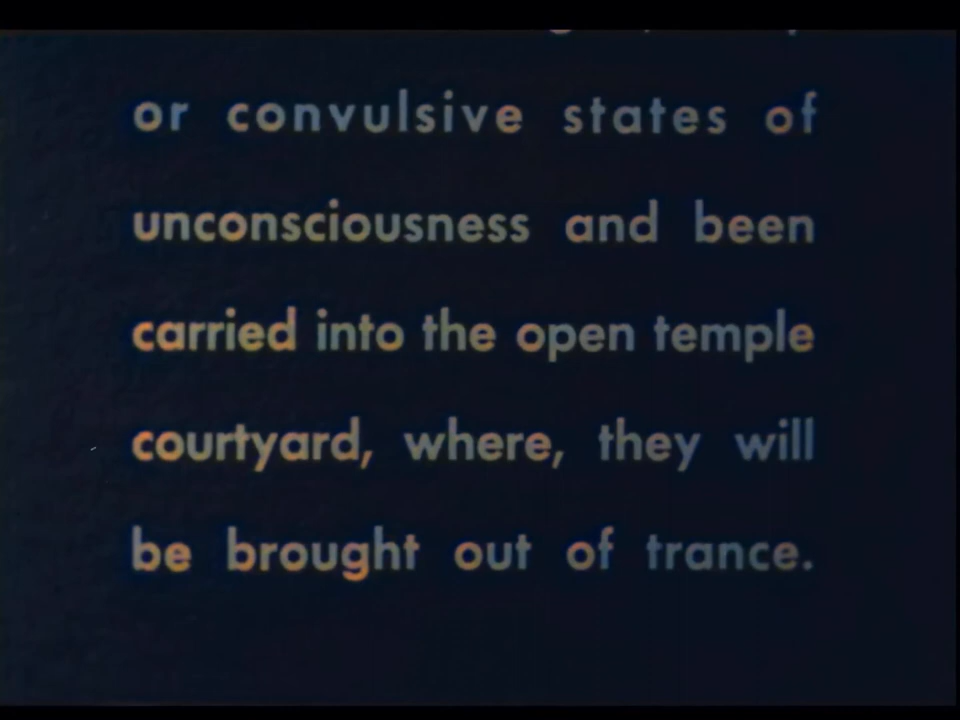 or convulsive states of
unconsciousness and been
carried into the open temple
courtyard, where, they will
be brought out of trance.